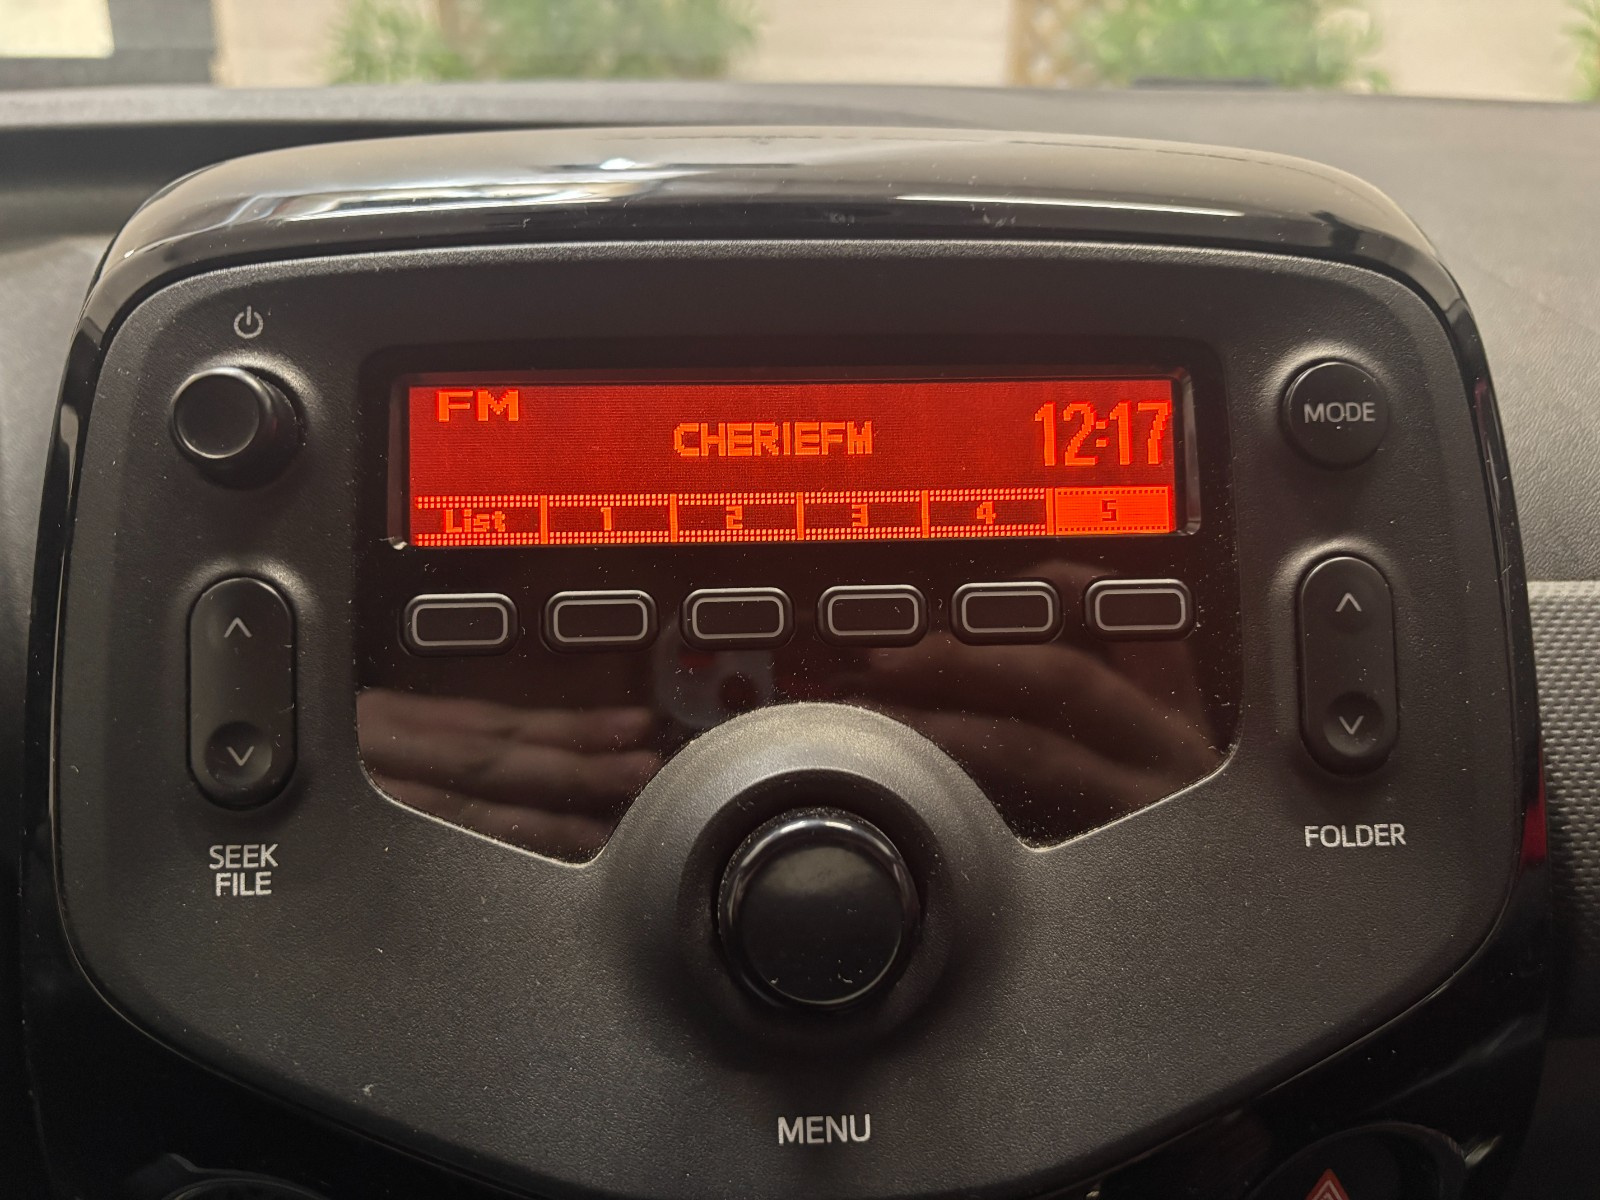 FM
CHERIEFM
12:17
List 1 2 3 4 5
MODE
SEEK
FILE
FOLDER
MENU